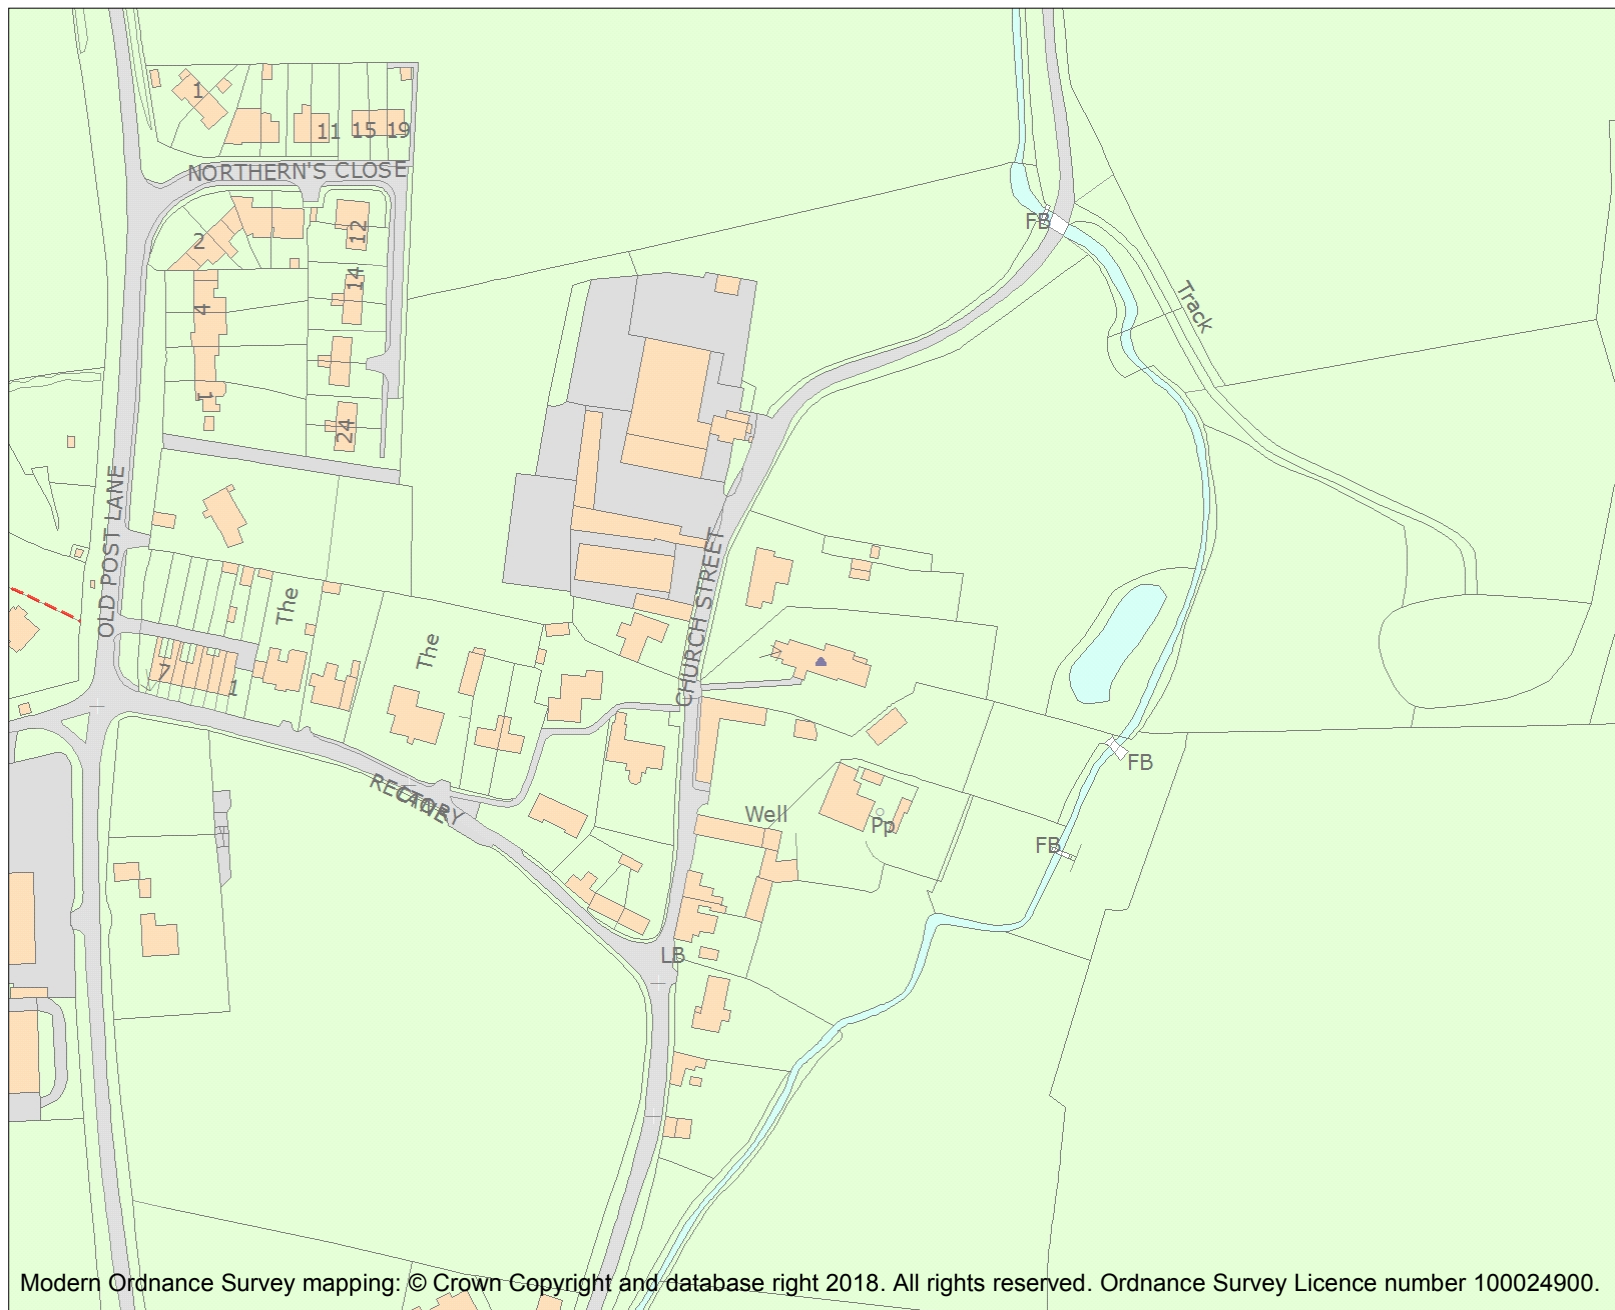 1
11
15
19
NORTHERN'S CLOSE
FB
2
12
14
Track
4
1
24
OLD POST LANE
The
The
CHURCH STREET
7
1
FB
RECTORY
LANE
Well
Pp
FB
LB
Modern Ordnance Survey mapping: © Crown Copyright and database right 2018. All rights reserved. Ordnance Survey Licence number 100024900.